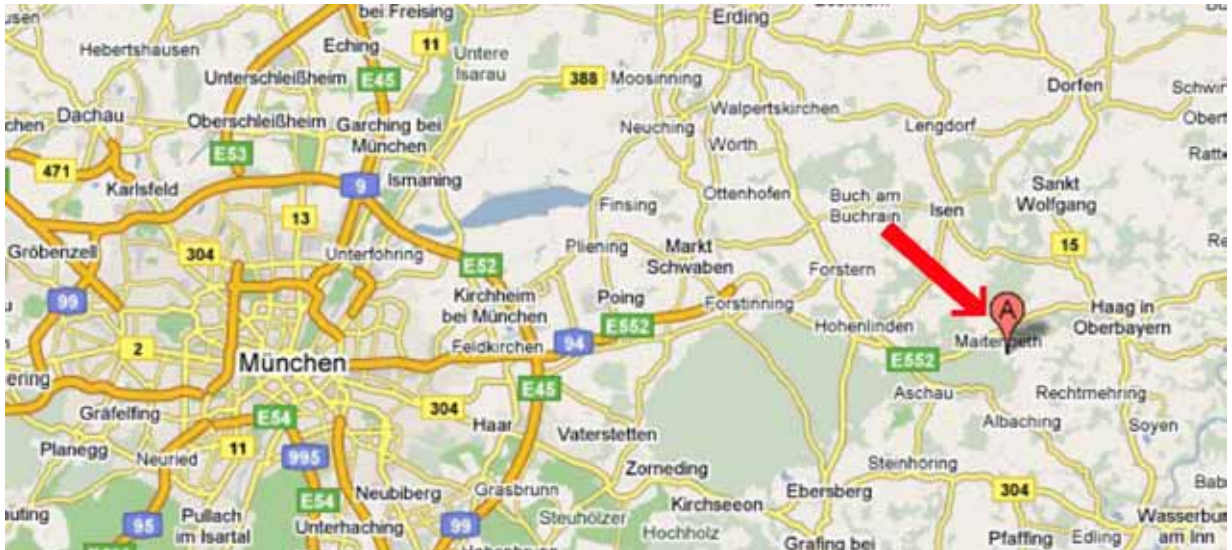 bei Freising
Erding
Hebertshausen
Eching
11
Untere
Isarau
Unterschleißheim
E45
388
Moosinning
Dorfen
Dachau
Oberschleißheim
Garching bei
München
Neuching
Walpertskirchen
Lengdorf
E53
Wörth
471
Karlsfeld
9
Ismaning
Ottenhofen
Buch am
Buchrain
Sankt
Wolfgang
13
Finsing
Isen
Gröbenzell
304
Unterföhring
Pliening
Markt
Schwaben
15
E52
Forstern
99
Kirchheim
bei München
Poing
Forstinning
A
Haag in
Oberbayern
E552
Hohenlinden
2
München
Feldkirchen
94
Maitenbeth
E552
E45
Aschau
Rechtmehring
Gräfelfing
E54
304
Haar
Albaching
Soyen
Planegg
Neuried
11
995
Vaterstetten
Steinhöring
Zorneding
304
E54
Neubiberg
Grasbrunn
Kirchseeon
Ebersberg
95
Pullach
im Isartal
Unterhaching
99
Steuhölzer
Hochholz
Grafing bei
Pfaffing
Edling
am Inn